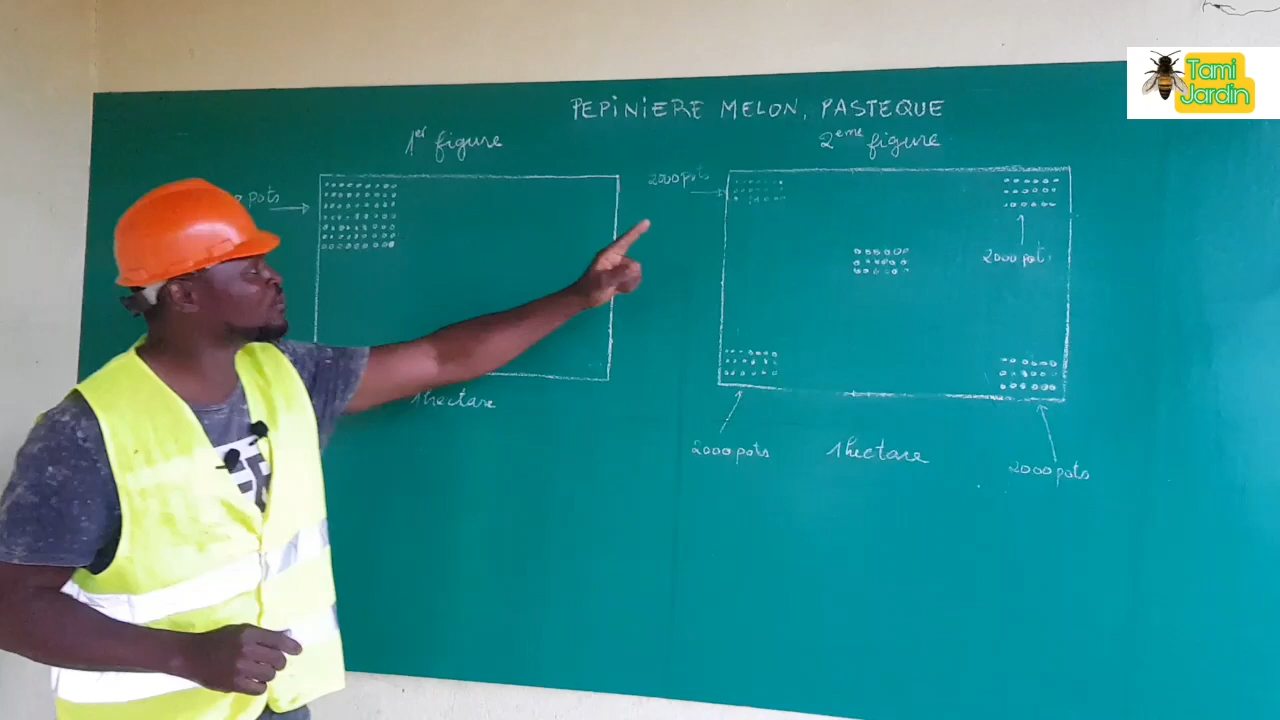 PEPINIERE MELON, PASTEQUE
1er figure
2eme figure
pots
2000 pots
2000 pots
1 hectare
2000 pots
1 hectare
2000 pots
Tami
Jardin